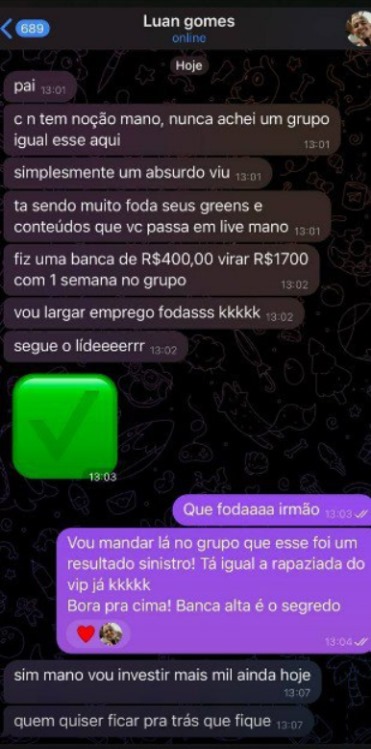 689
Luan gomes
online
Hoje
pai 13:01
c n tem noção mano, nunca achei um grupo
igual esse aqui
13:01
simplesmente um absurdo viu 13:01
ta sendo muito foda seus greens e
conteúdos que vc passa em live mano 13:01
fiz uma banca de R$400,00 virar R$1700
com 1 semana no grupo
13:02
vou largar emprego fodasss kkkkk 13:02
segue o lídeeeerrr 13:02
13:03
Que fodaaaa irmão 13:03
Vou mandar lá no grupo que esse foi um
resultado sinistro! Tá igual a rapaziada do
vip já kkkkk
Bora pra cima! Banca alta é o segredo
13:04
sim mano vou investir mais mil ainda hoje
13:07
quem quiser ficar pra trás que fique 13:07